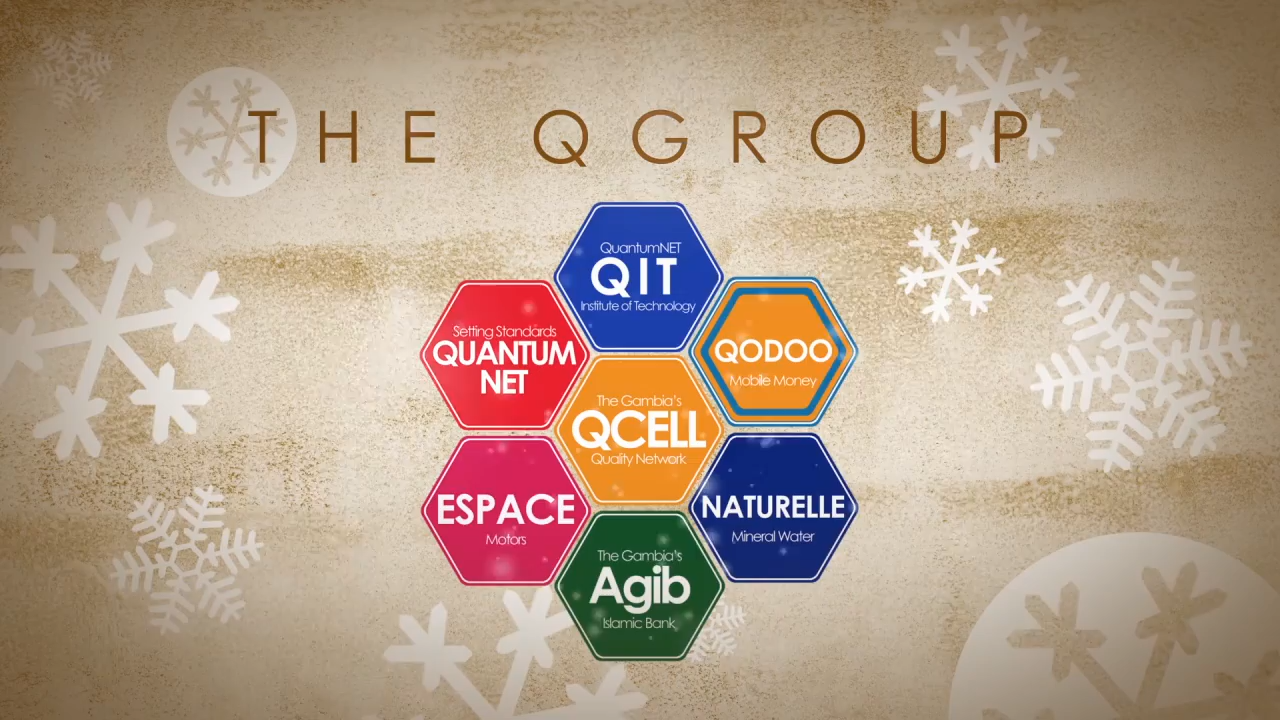 THE QGROUP
QuantumNET
QIT
Institute of Technology
Setting Standards
QUANTUM
NET
QODOO
Mobile Money
The Gambia's
QCELL
Quality Network
ESPACE
Motors
NATURELLE
Mineral Water
The Gambia's
Agib
Islamic Bank